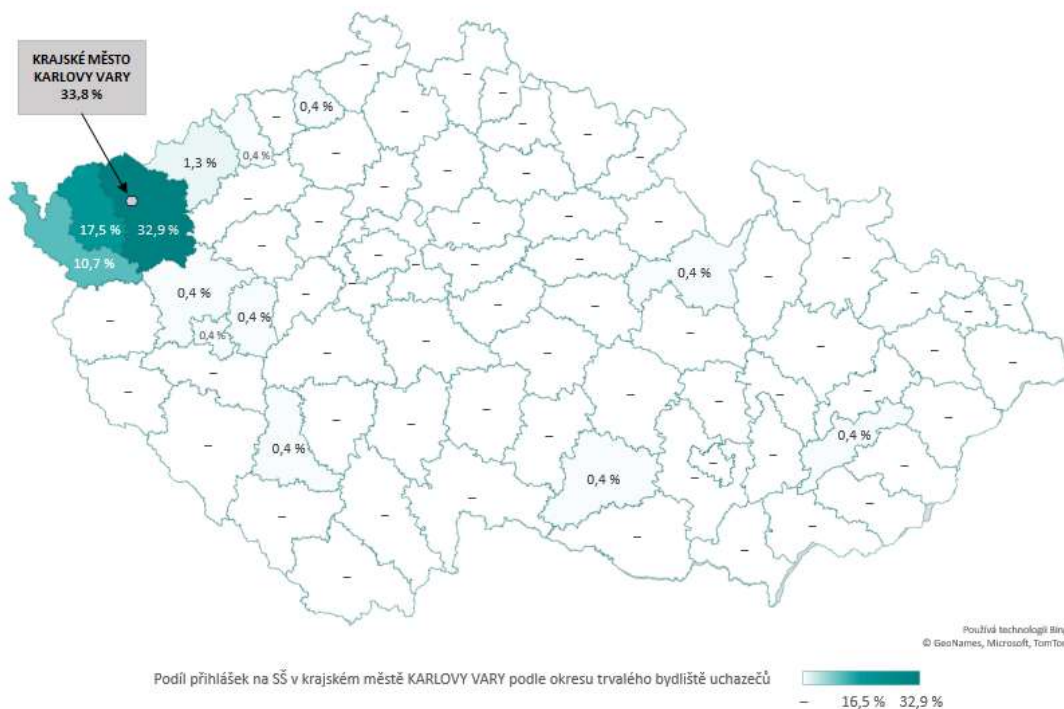 KRAJSKÉ MĚSTO
KARLOVY VARY
33,8 %
0,4 %
1,3 %
0,4 %
17,5 %
32,9 %
10,7 %
0,4 %
0,4 %
0,4 %
0,4 %
0,4 %
0,4 %
0,4 %
Používá technologii Bing
© GeoNames, Microsoft, TomTom
Podíl přihlášek na SŠ v krajském městě KARLOVY VARY podle okresu trvalého bydliště uchazečů
– 16,5 % 32,9 %